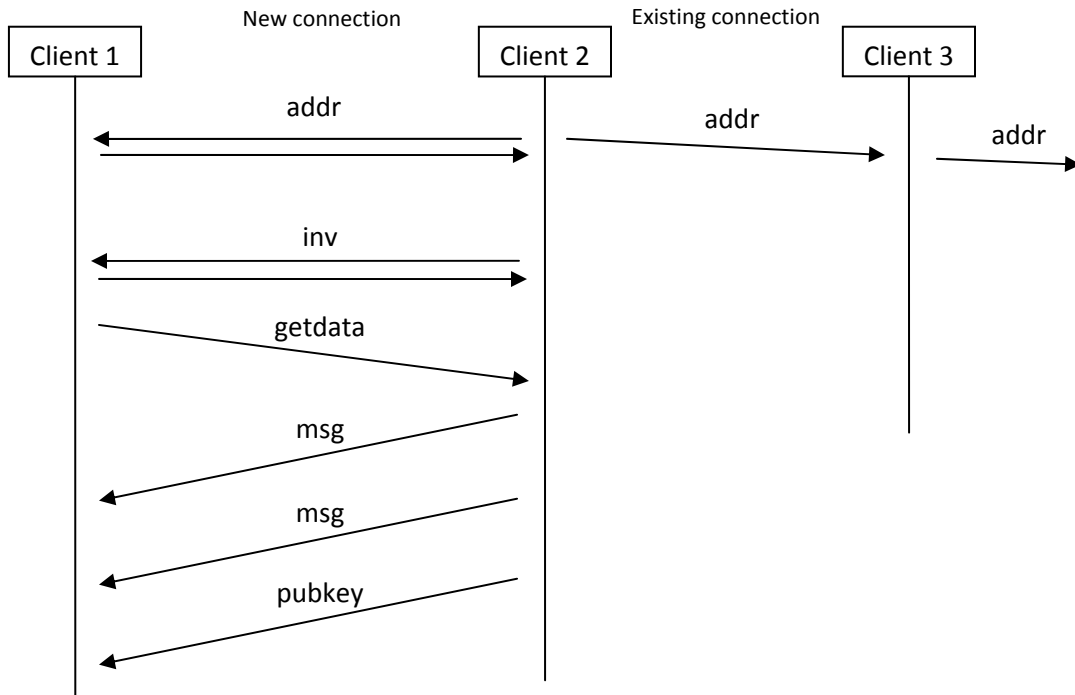 New connection
Existing connection
Client 1
Client 2
Client 3
addr
addr
addr
inv
getdata
msg
msg
pubkey